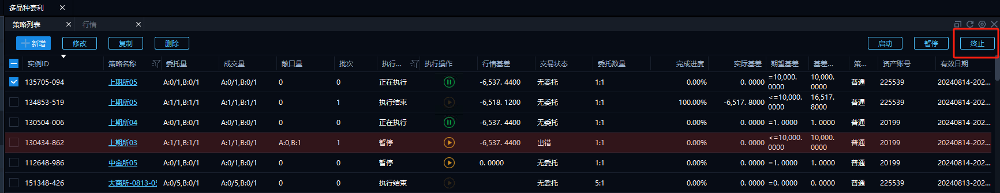 多品种套利
策略列表 行情
新增 修改 复制 删除 启动 暂停 终止
实例ID 策略名称 委托量 成交量 敞口量 批次 执行... 执行操作 行情基差 交易状态 委托数量 完成进度 实际基差 期望基差 基差... 策... 资产账号 有效日期
135705-094 上期所05 A:0/1,B:0/1 A:0/1,B:0/1 0 0 正在执行 -6,537.4400 无委托 1:1 0.00% 0.0000 =10,000.0000 10,000.0000 普通 225539 20240814-202...
134853-519 上期所05 A:1/1,B:1/1 A:1/1,B:1/1 0 1 执行结束 -6,518.1200 无委托 1:1 100.00% -6,517.8000 <=10,000.0000 16,517.8000 普通 225539 20240814-202...
130504-006 上期所04 A:0/1,B:0/1 A:0/1,B:0/1 0 0 正在执行 -6,537.4400 无委托 1:1 0.00% 0.0000 =1.0000 1.0000 普通 20199 20240814-202...
130434-862 上期所03 A:1/1,B:1/1 A:1/1,B:0/1 A:0,B:1 1 暂停 -6,537.4400 出错 1:1 0.00% 0.0000 <=10,000.0000 10,000.0000 普通 20199 20240814-202...
112648-986 中金所05 A:0/1,B:0/1 A:0/1,B:0/1 0 0 暂停 0.0000 无委托 1:1 0.00% 0.0000 =1.0000 1.0000 普通 20199 20240814-202...
151348-426 大商所-0813-05 A:0/5,B:0/1 A:0/5,B:0/1 0 0 执行结束 无委托 5:1 0.00% 0.0000 =0.0000 0.0000 普通 225539 20240813-202...